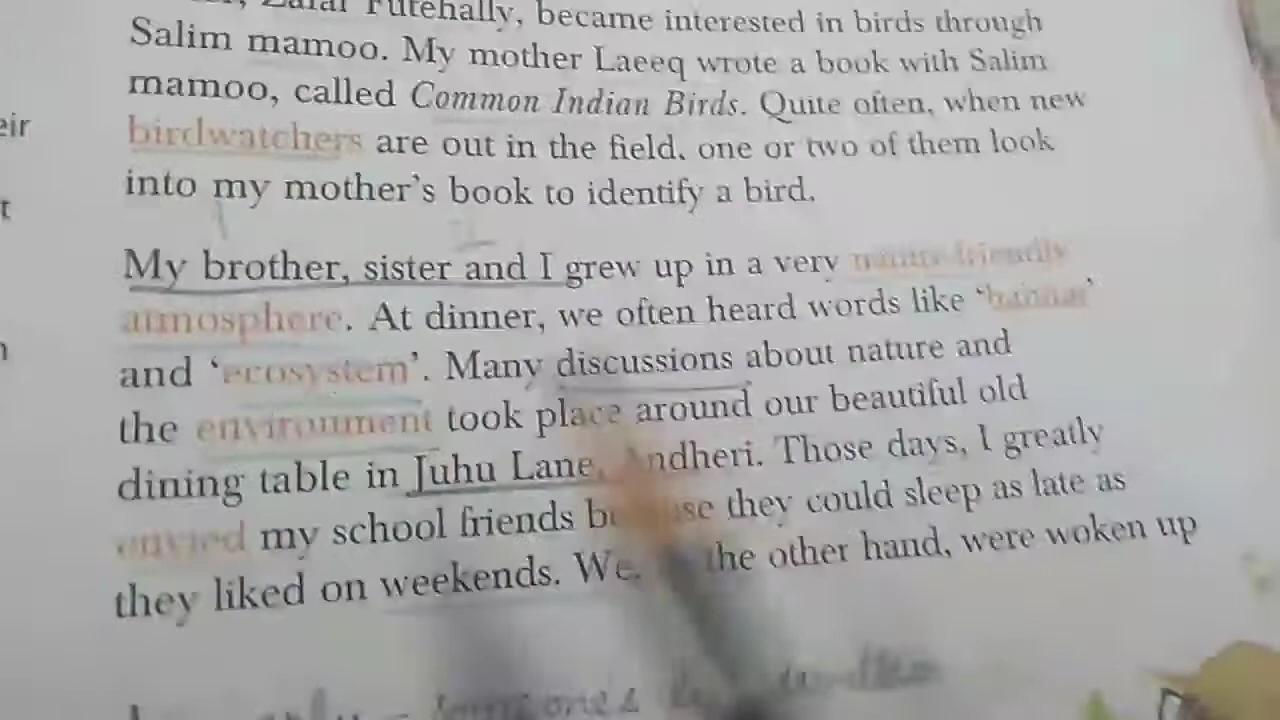 Futehally, became interested in birds through
Salim mamoo. My mother Laeeq wrote a book with Salim
mamoo, called Common Indian Birds. Quite often, when new
birdwatchers are out in the field, one or two of them look
into my mother's book to identify a bird.
eir
t
My brother, sister and I grew up in a very nature-friendly
atmosphere. At dinner, we often heard words like 'habitat'
and 'ecosystem'. Many discussions about nature and
the environment took place around our beautiful old
dining table in Juhu Lane, Andheri. Those days, I greatly
envied my school friends they could sleep as late as
they liked on weekends. We, the other hand, were woken up